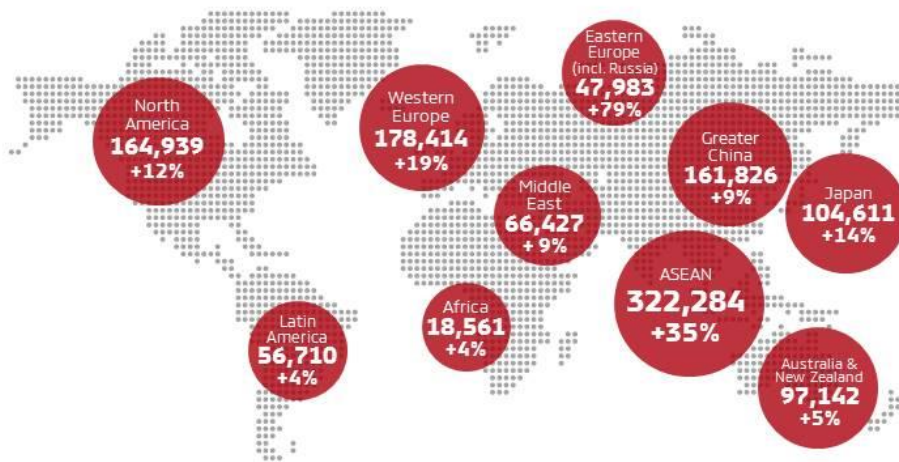 North
America
164,939
+12%
Western
Europe
178,414
+19%
Eastern
Europe
(incl. Russia)
47,983
+79%
Greater
China
161,826
+9%
Japan
104,611
+14%
Middle
East
66,427
+ 9%
ASEAN
322,284
+35%
Latin
America
56,710
+4%
Africa
18,561
+4%
Australia &
New Zealand
97,142
+5%